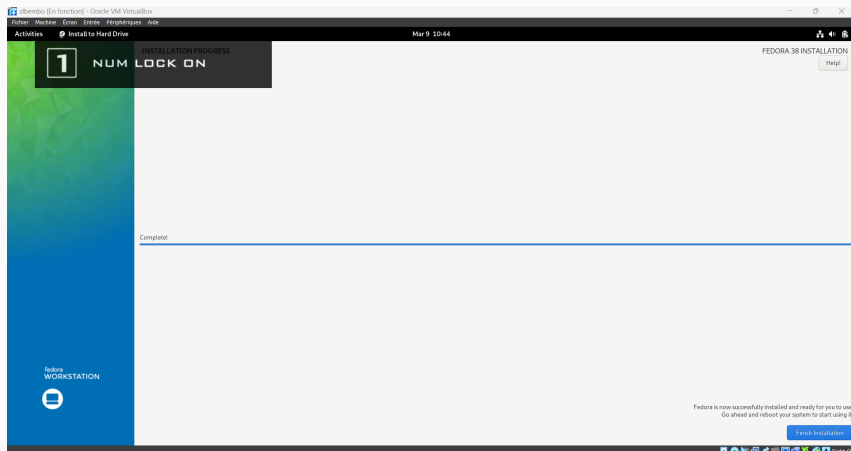 zlbembo [En fonction] - Oracle VM VirtualBox
Fichier Machine Écran Entrée Périphériques Aide
Activities Install to Hard Drive Mar 9 10:44
INSTALLATION PROGRESS
FEDORA 38 INSTALLATION
Help!
1 NUM LOCK ON
Complete!
fedora
WORKSTATION
Fedora is now successfully installed and ready for you to use
Go ahead and reboot your system to start using it
Finish Installation